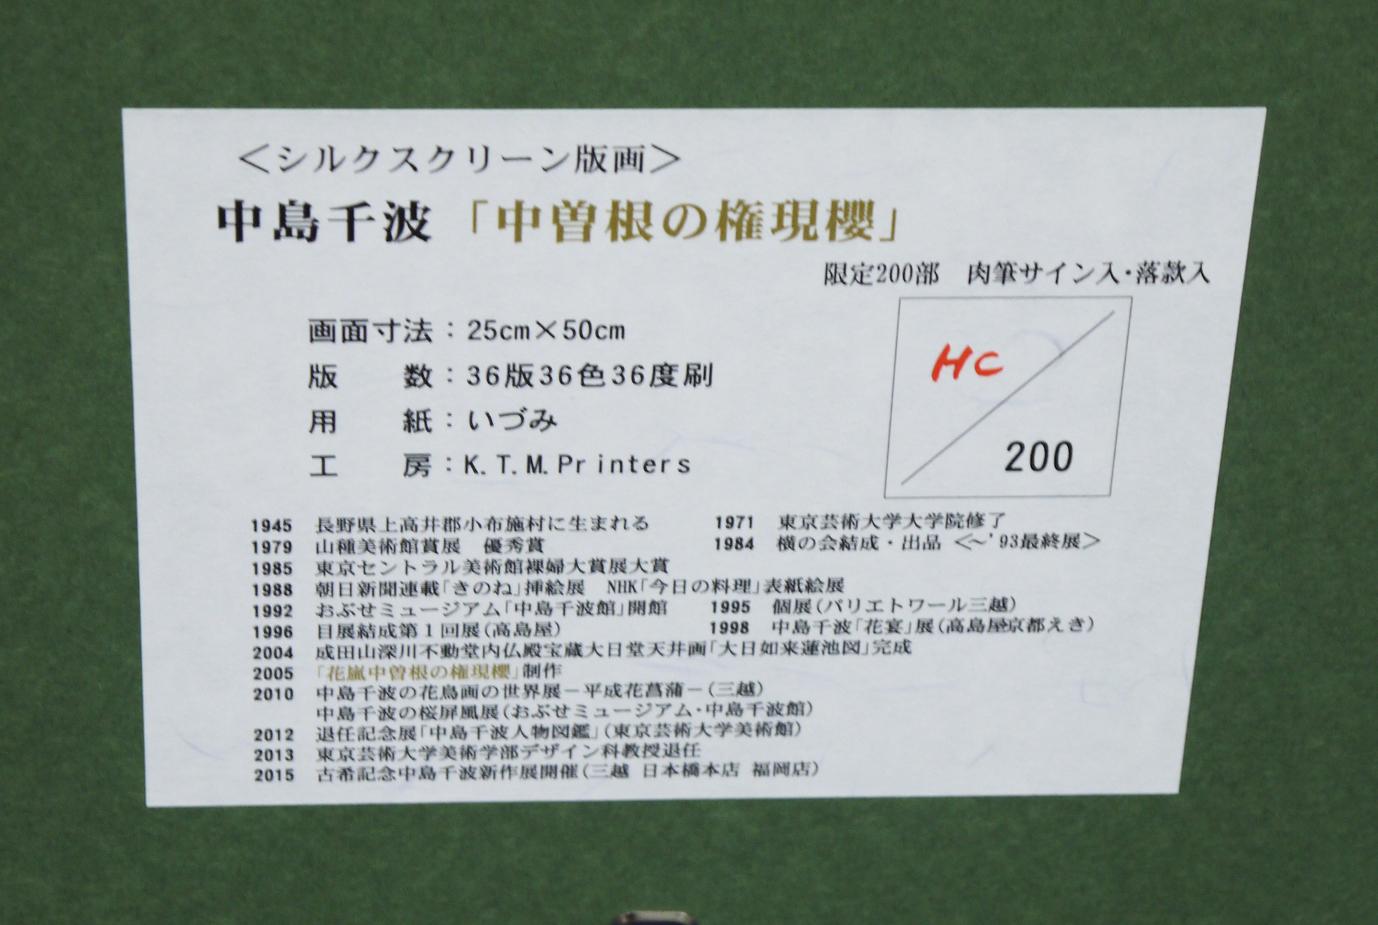 ＜シルクスクリーン版画＞
中島千波「中曽根の権現櫻」
限定200部　肉筆サイン入・落款入
画面寸法：25cm×50cm
版　　数：36版36色36度刷
用　　紙：いづみ
工　　房：K.T.M.Printers
HC
200
1945　長野県上高井郡小布施村に生まれる　1971　東京芸術大学大学院修了
1979　山種美術館賞展　優秀賞　1984　横の会結成・出品＜～'93最終展＞
1985　東京セントラル美術館裸婦大賞展大賞
1988　朝日新聞連載「きのね」挿絵展　NHK「今日の料理」表紙絵展
1992　おぶせミュージアム「中島千波館」開館　1995　個展（パリエトワール三越）
1996　目展結成第１回展（高島屋）　1998　中島千波「花宴」展（高島屋京都えき）
2004　成田山深川不動堂内仏殿宝蔵大日堂天井画「大日如来蓮池図」完成
2005　「花嵐中曽根の権現櫻」制作
2010　中島千波の花鳥画の世界展－平成花菖蒲－（三越）
中島千波の桜屏風展（おぶせミュージアム・中島千波館）
2012　退任記念展「中島千波人物図鑑」（東京芸術大学美術館）
2013　東京芸術大学美術学部デザイン科教授退任
2015　古希記念中島千波新作展開催（三越 日本橋本店 福岡店）